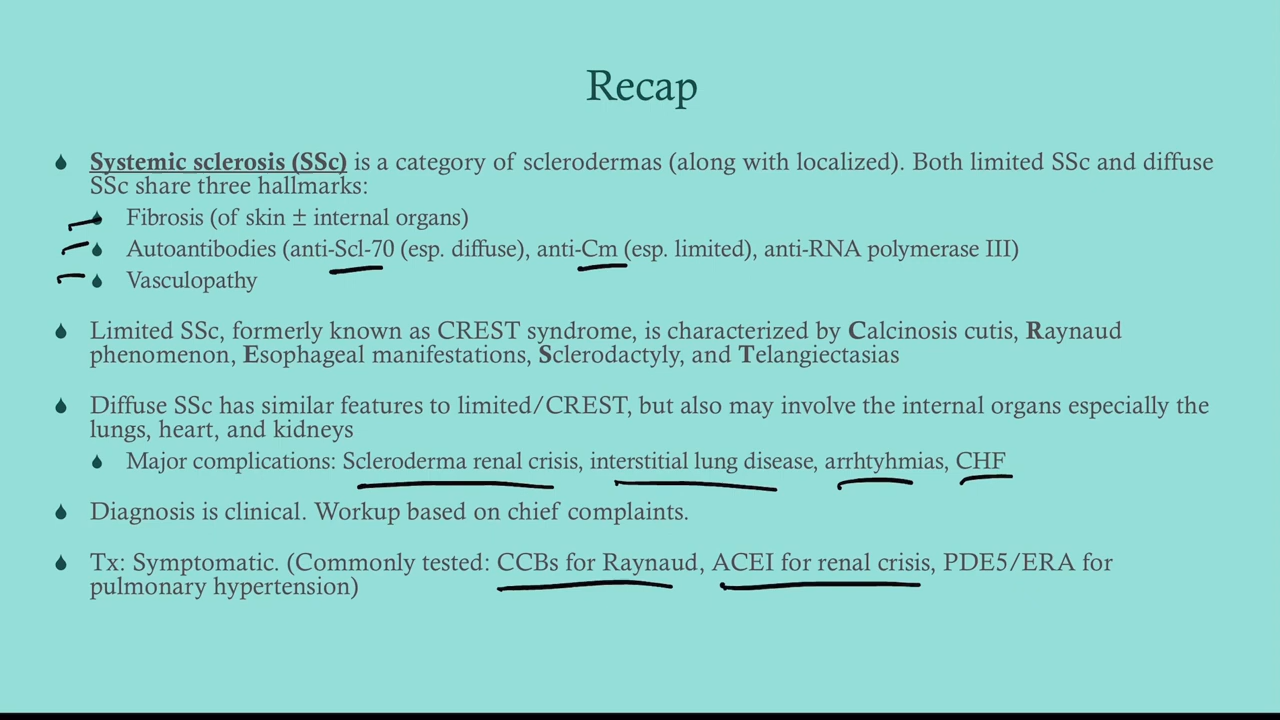 Recap
Systemic sclerosis (SSc) is a category of sclerodermas (along with localized). Both limited SSc and diffuse
SSc share three hallmarks:
Fibrosis (of skin ± internal organs)
Autoantibodies (anti-Scl-70 (esp. diffuse), anti-Cm (esp. limited), anti-RNA polymerase III)
Vasculopathy
Limited SSc, formerly known as CREST syndrome, is characterized by Calcinosis cutis, Raynaud
phenomenon, Esophageal manifestations, Sclerodactyly, and Telangiectasias
Diffuse SSc has similar features to limited/CREST, but also may involve the internal organs especially the
lungs, heart, and kidneys
Major complications: Scleroderma renal crisis, interstitial lung disease, arrhtyhmias, CHF
Diagnosis is clinical. Workup based on chief complaints.
Tx: Symptomatic. (Commonly tested: CCBs for Raynaud, ACEI for renal crisis, PDE5/ERA for
pulmonary hypertension)